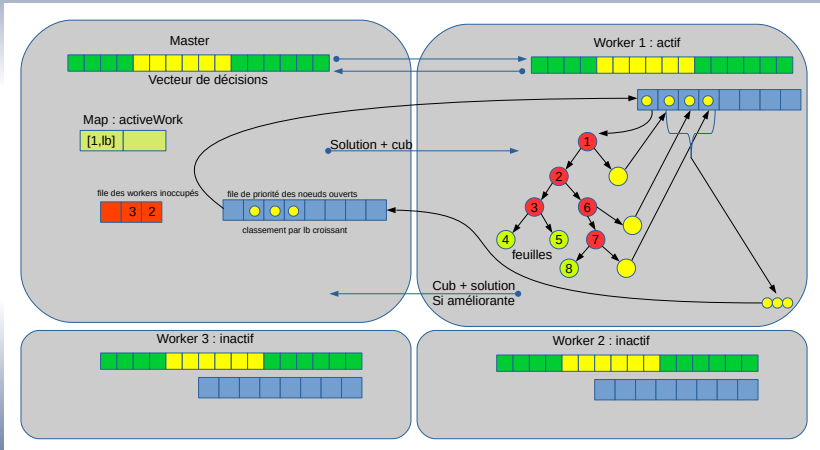 Master
Vecteur de décisions
Map : activeWork
[1,lb]
file des workers inoccupés
3 2
file de priorité des noeuds ouverts
classement par lb croissant
Solution + cub
Cub + solution
Si améliorante
Worker 1 : actif
1
2
3
6
4
5
7
feuilles
8
Worker 3 : inactif
Worker 2 : inactif